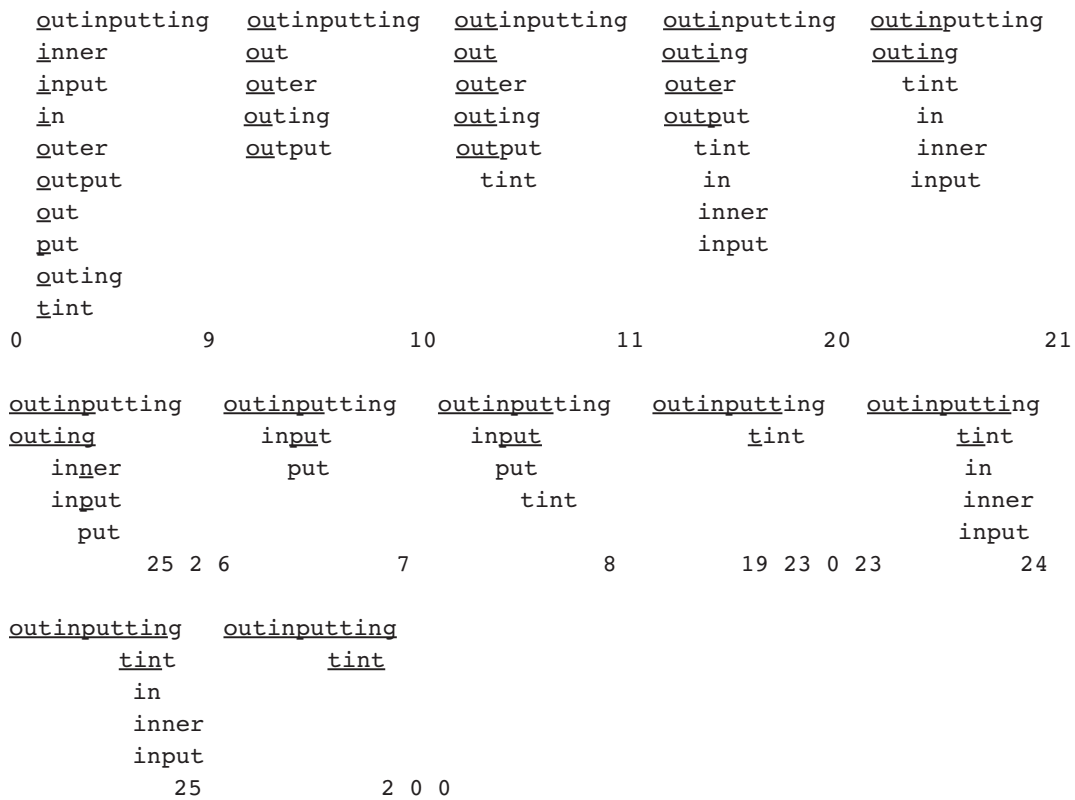 outinputting outinputting outinputting outinputting outinputting
inner out out outing outing
input outer outer outer tint
in outing outing output in
outer output output tint inner
output tint in input
out inner
put input
outing
tint
0 9 10 11 20 21
outinputting outinputting outinputting outinputting outinputting
outing input input tint tint
inner put put in
input tint inner
put input
25 2 6 7 8 19 23 0 23 24
outinputting outinputting
tint tint
in
inner
input
25 2 0 0